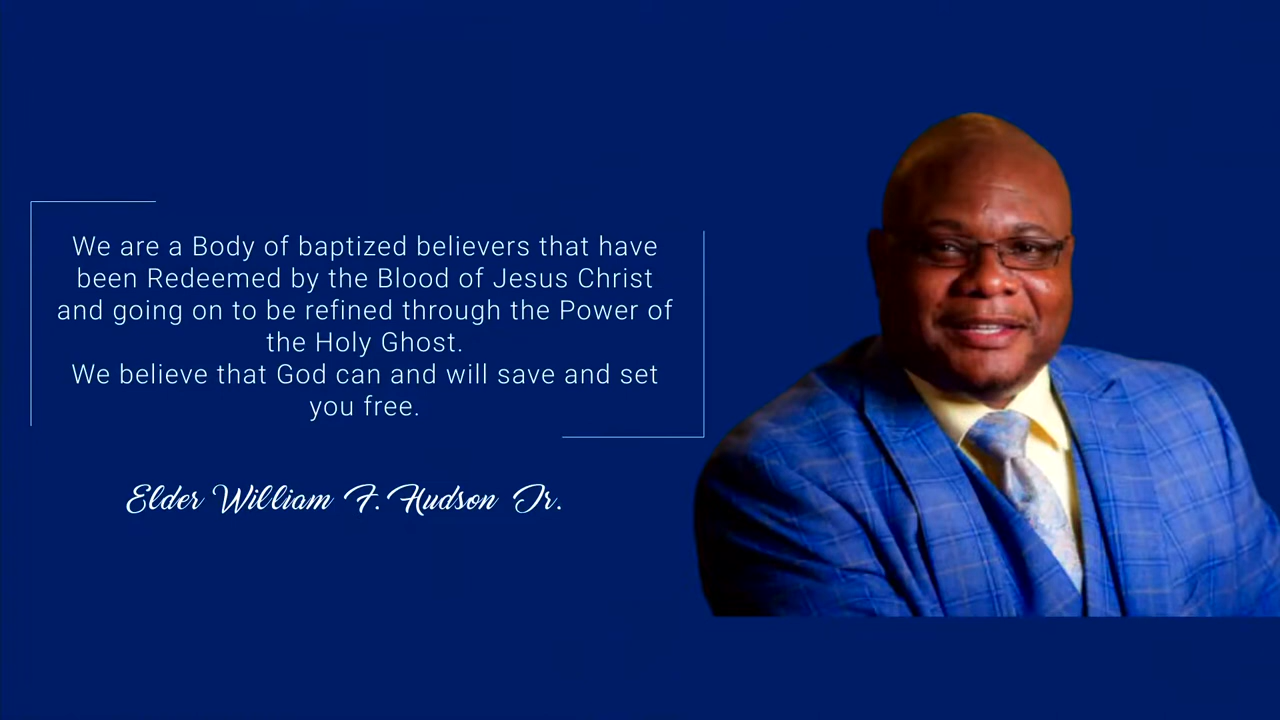 We are a Body of baptized believers that have
been Redeemed by the Blood of Jesus Christ
and going on to be refined through the Power of
the Holy Ghost.
We believe that God can and will save and set
you free.
Elder William F. Hudson Jr.